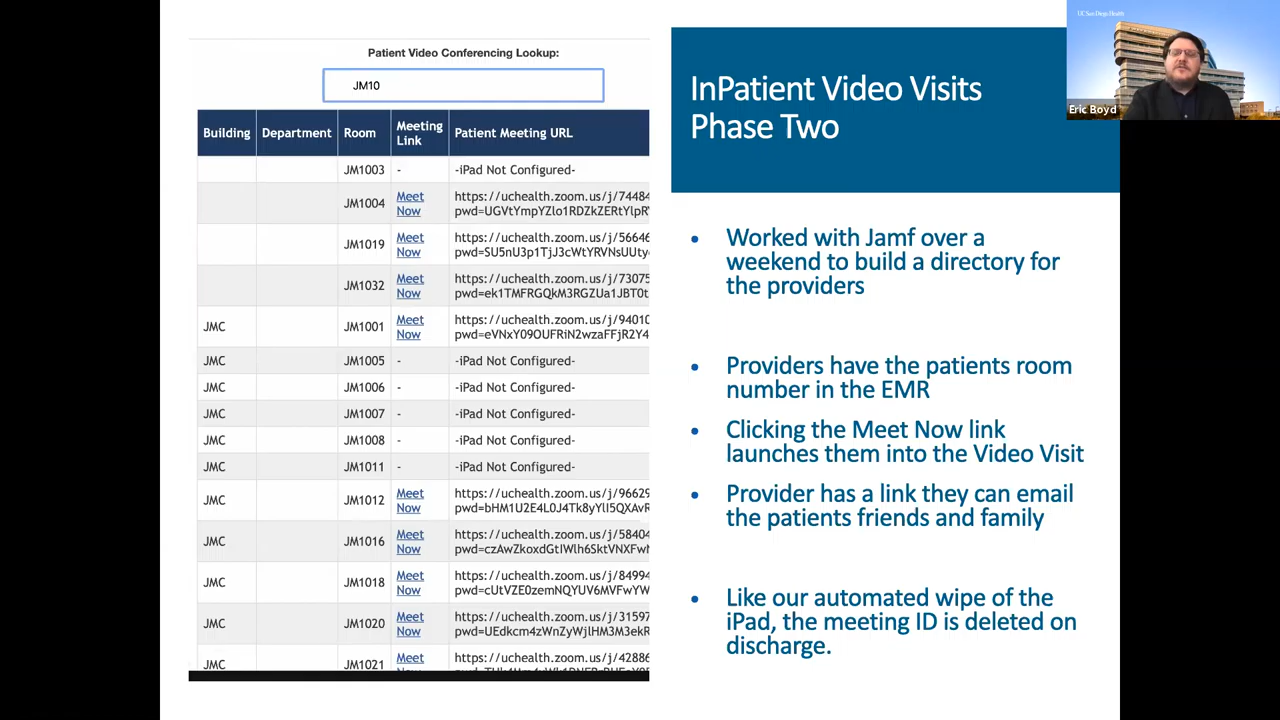 Patient Video Conferencing Lookup:
JM10
Building Department Room Meeting Link Patient Meeting URL
JM1003 - -iPad Not Configured-
JM1004 Meet Now https://uchealth.zoom.us/j/74484
pwd=UGVtYmpYZlo1RDZkZERtYlpR
JM1019 Meet Now https://uchealth.zoom.us/j/56646
pwd=SU5nU3p1TjJ3cWtYRVNsUUty
JM1032 Meet Now https://uchealth.zoom.us/j/73075
pwd=ek1TMFRGQkM3RGZUa1JBT0t
JMC JM1001 Meet Now https://uchealth.zoom.us/j/94010
pwd=eVNxY09OUFRiN2wzaFFjR2Y4
JMC JM1005 - -iPad Not Configured-
JMC JM1006 - -iPad Not Configured-
JMC JM1007 - -iPad Not Configured-
JMC JM1008 - -iPad Not Configured-
JMC JM1011 - -iPad Not Configured-
JMC JM1012 Meet Now https://uchealth.zoom.us/j/96629
pwd=bHM1U2E4L0J4Tk8yYlI5QXAvR
JMC JM1016 Meet Now https://uchealth.zoom.us/j/58404
pwd=czAwZkoxdGtIWlh6SktVNXFw
JMC JM1018 Meet Now https://uchealth.zoom.us/j/84994
pwd=cUtVZE0zemNQYUV6MVFwYW
JMC JM1020 Meet Now https://uchealth.zoom.us/j/31597
pwd=UEdkcm4zWnZyWjlHM3M3ekR
JMC JM1021 Meet https://uchealth.zoom.us/j/42886
InPatient Video Visits
Phase Two
• Worked with Jamf over a
weekend to build a directory for
the providers
• Providers have the patients room
number in the EMR
• Clicking the Meet Now link
launches them into the Video Visit
• Provider has a link they can email
the patients friends and family
• Like our automated wipe of the
iPad, the meeting ID is deleted on
discharge.
UC San Diego Health
Eric Boyd